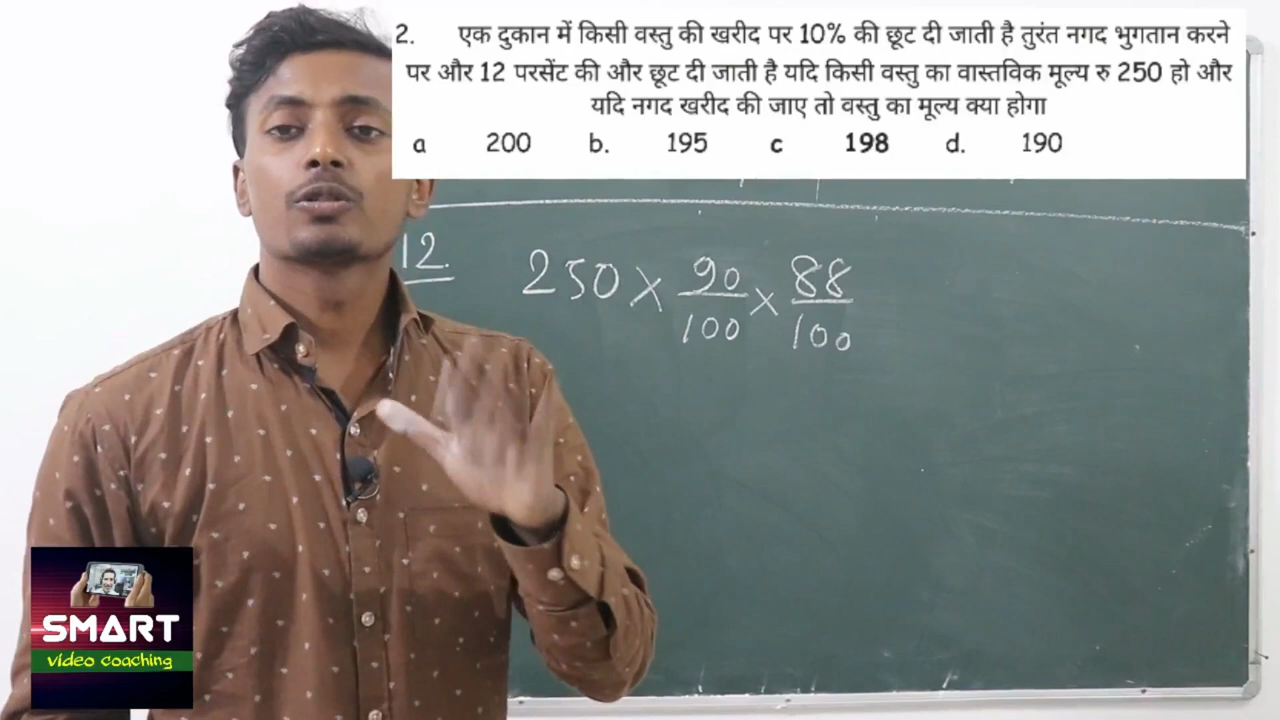 2. एक दुकान में किसी वस्तु की खरीद पर 10% की छूट दी जाती है तुरंत नगद भुगतान करने
पर और 12 परसेंट की और छूट दी जाती है यदि किसी वस्तु का वास्तविक मूल्य रु 250 हो और
यदि नगद खरीद की जाए तो वस्तु का मूल्य क्या होगा
a 200 b. 195 c 198 d. 190
12. 250 × 90/100 × 88/100
SMART
video coaching